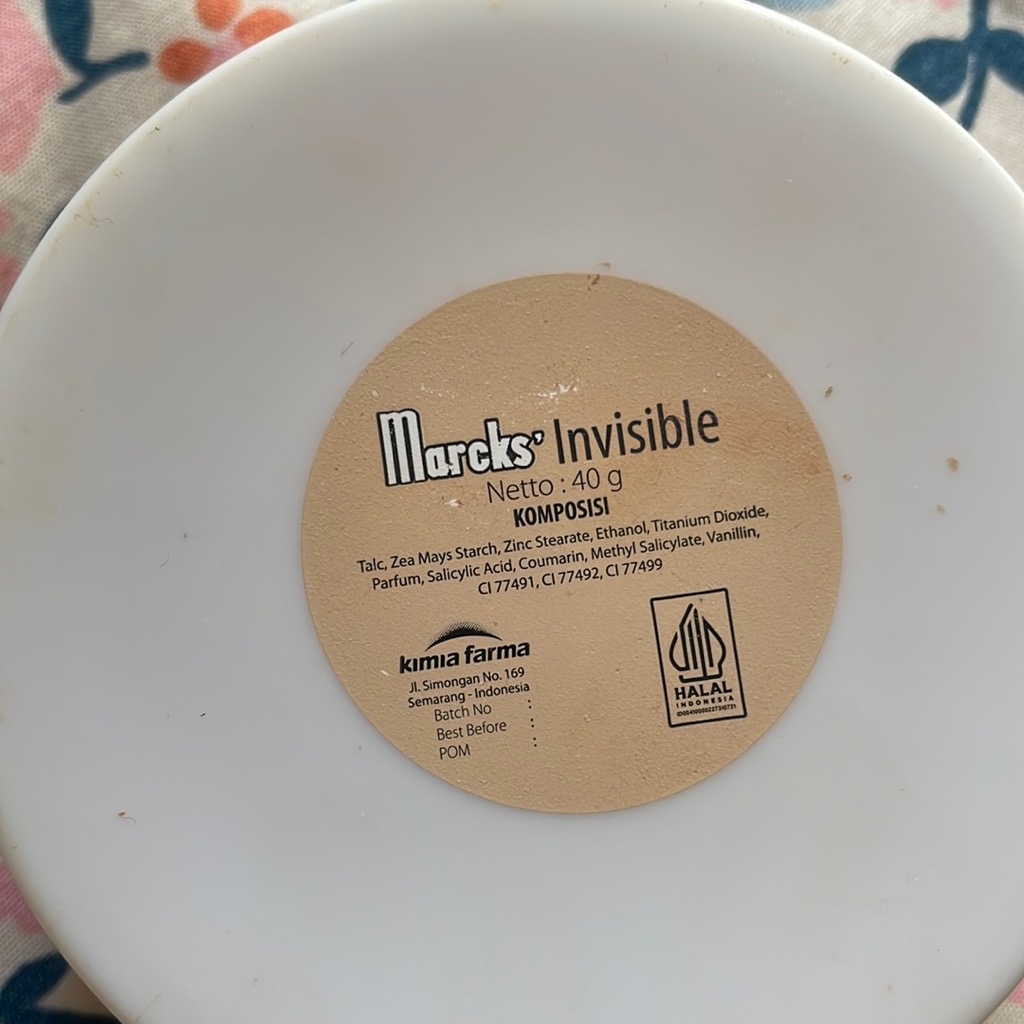 Marcks' Invisible
Netto : 40 g
KOMPOSISI
Talc, Zea Mays Starch, Zinc Stearate, Ethanol, Titanium Dioxide,
Parfum, Salicylic Acid, Coumarin, Methyl Salicylate, Vanillin,
CI 77491, CI 77492, CI 77499
kimia farma
Jl. Simongan No. 169
Semarang - Indonesia
Batch No :
Best Before :
POM :
HALAL
INDONESIA